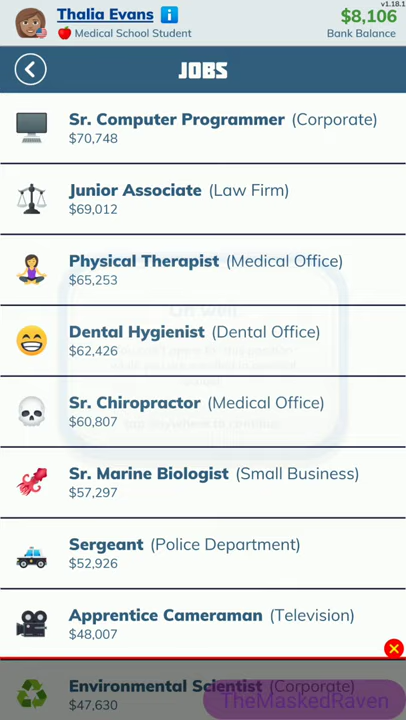 v1.18.1
Thalia Evans
$8,106
Medical School Student
Bank Balance
JOBS
Sr. Computer Programmer (Corporate)
$70,748
Junior Associate (Law Firm)
$69,012
Physical Therapist (Medical Office)
$65,253
Oh well
Dental Hygienist (Dental Office)
$62,426
Sr. Chiropractor (Medical Office)
$60,807
Sr. Marine Biologist (Small Business)
$57,297
Sergeant (Police Department)
$52,926
Apprentice Cameraman (Television)
$48,007
Environmental Scientist (Corporate)
$47,630
TheMaskedRaven